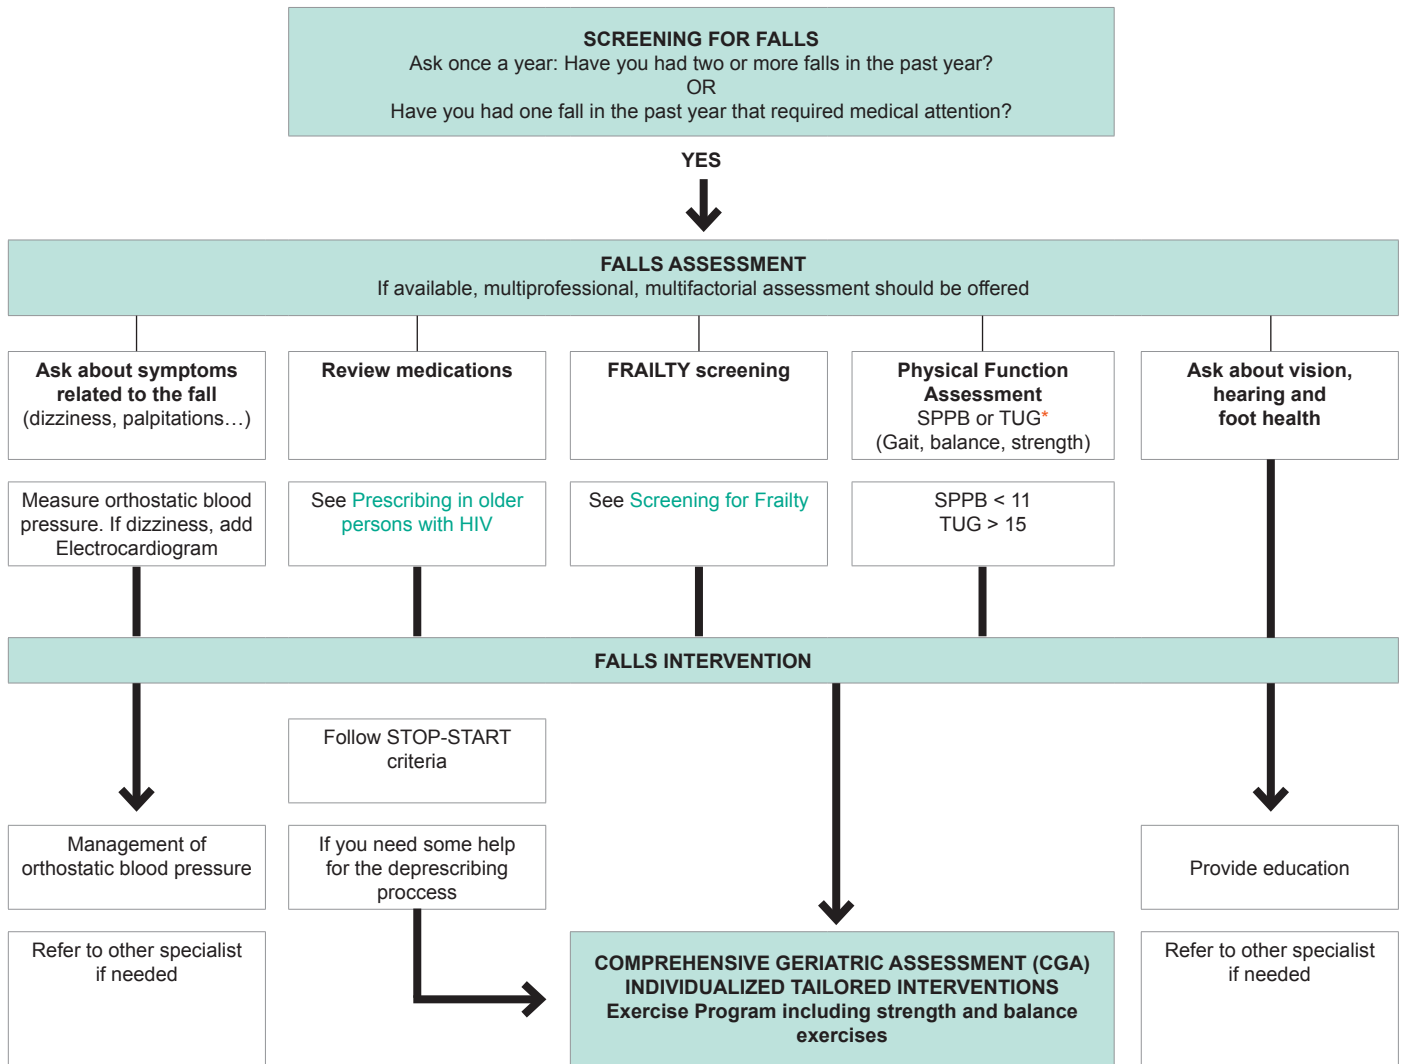 SCREENING FOR FALLS
Ask once a year: Have you had two or more falls in the past year?
OR
Have you had one fall in the past year that required medical attention?
YES
FALLS ASSESSMENT
If available, multiprofessional, multifactorial assessment should be offered
Ask about symptoms
related to the fall
(dizziness, palpitations…)
Review medications
FRAILTY screening
Physical Function
Assessment
SPPB or TUG*
(Gait, balance, strength)
Ask about vision,
hearing and
foot health
Measure orthostatic blood
pressure. If dizziness, add
Electrocardiogram
See Prescribing in older
persons with HIV
See Screening for Frailty
SPPB < 11
TUG > 15
FALLS INTERVENTION
Follow STOP-START
criteria
Management of
orthostatic blood pressure
If you need some help
for the deprescribing
proccess
Provide education
Refer to other specialist
if needed
COMPREHENSIVE GERIATRIC ASSESSMENT (CGA)
INDIVIDUALIZED TAILORED INTERVENTIONS
Exercise Program including strength and balance
exercises
Refer to other specialist
if needed